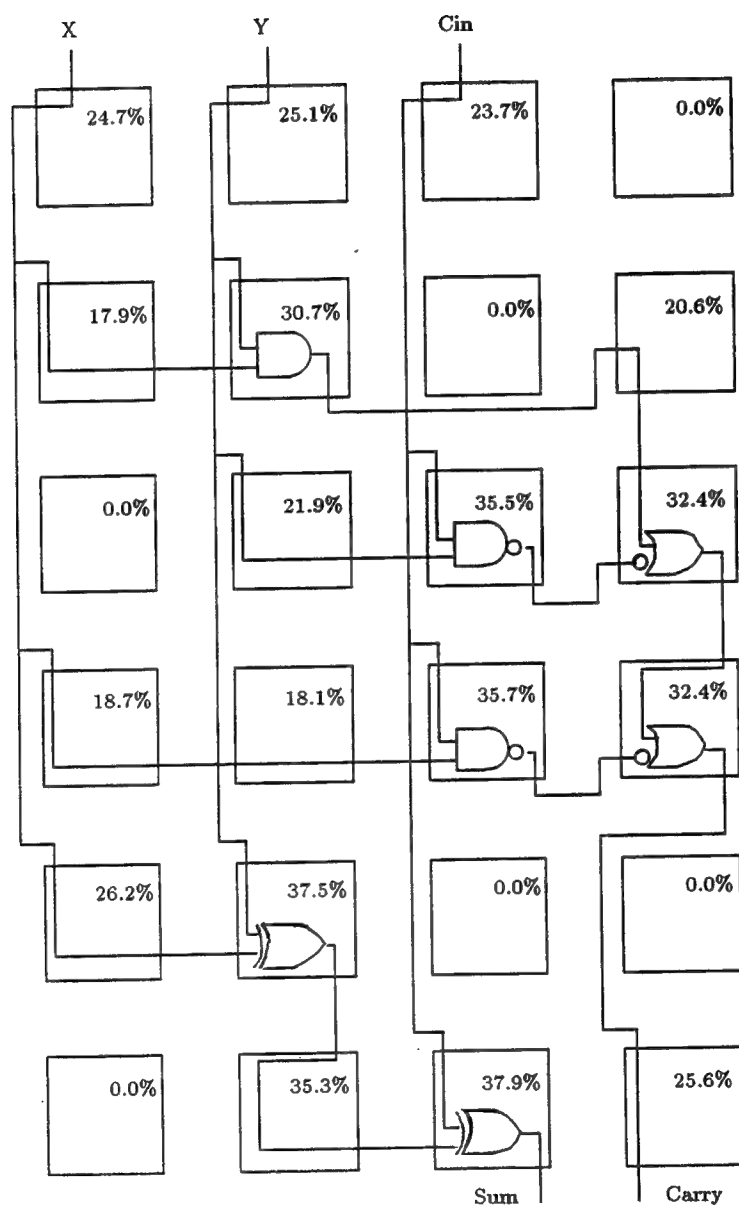 X Y Cin
24.7% 25.1% 23.7% 0.0%
17.9% 30.7% 0.0% 20.6%
0.0% 21.9% 35.5% 32.4%
18.7% 18.1% 35.7% 32.4%
26.2% 37.5% 0.0% 0.0%
0.0% 35.3% 37.9% 25.6%
Sum Carry